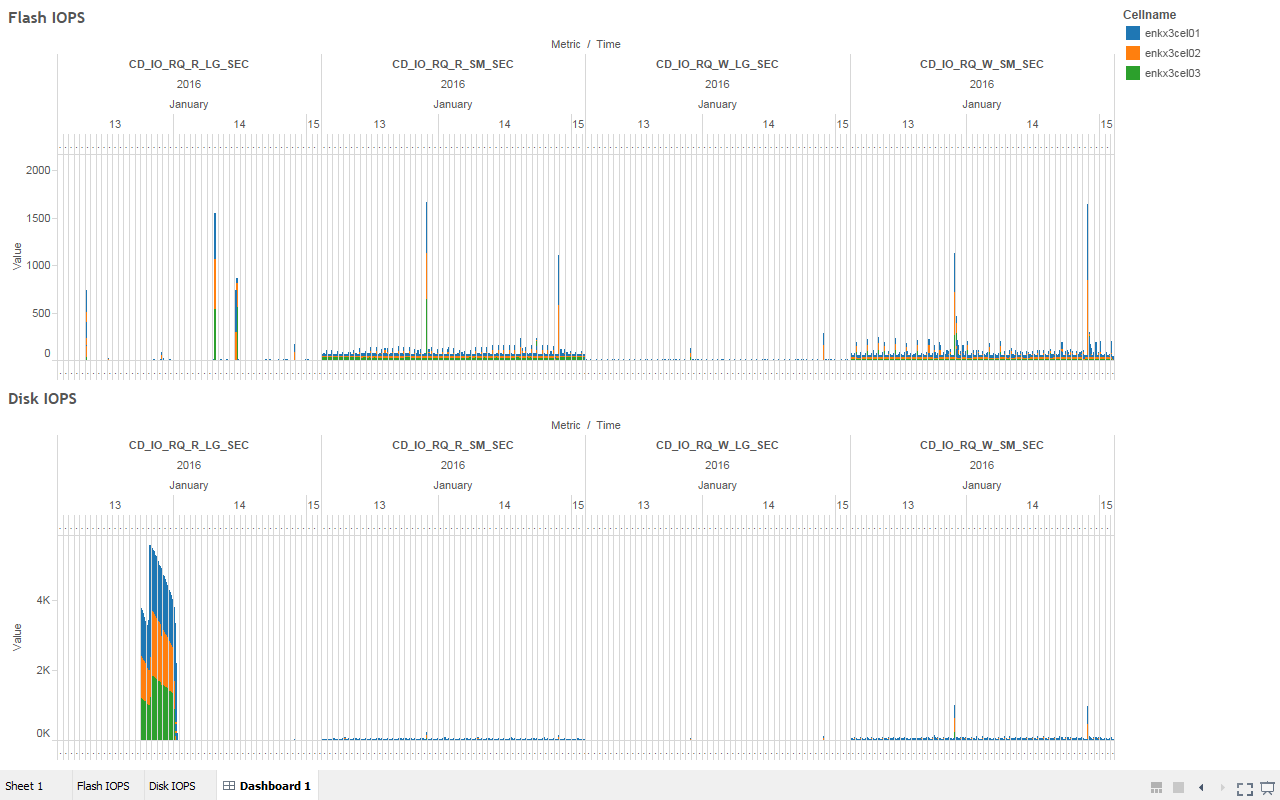 Flash IOPS
Cellname
enkx3cel01
enkx3cel02
enkx3cel03
Metric / Time
CD_IO_RQ_R_LG_SEC CD_IO_RQ_R_SM_SEC CD_IO_RQ_W_LG_SEC CD_IO_RQ_W_SM_SEC
2016 2016 2016 2016
January January January January
13 14 15 13 14 15 13 14 15 13 14 15
2000
1500
1000
500
0
Value
Disk IOPS
Metric / Time
CD_IO_RQ_R_LG_SEC CD_IO_RQ_R_SM_SEC CD_IO_RQ_W_LG_SEC CD_IO_RQ_W_SM_SEC
2016 2016 2016 2016
January January January January
13 14 15 13 14 15 13 14 15 13 14 15
4K
2K
0K
Value
Sheet 1 Flash IOPS Disk IOPS Dashboard 1